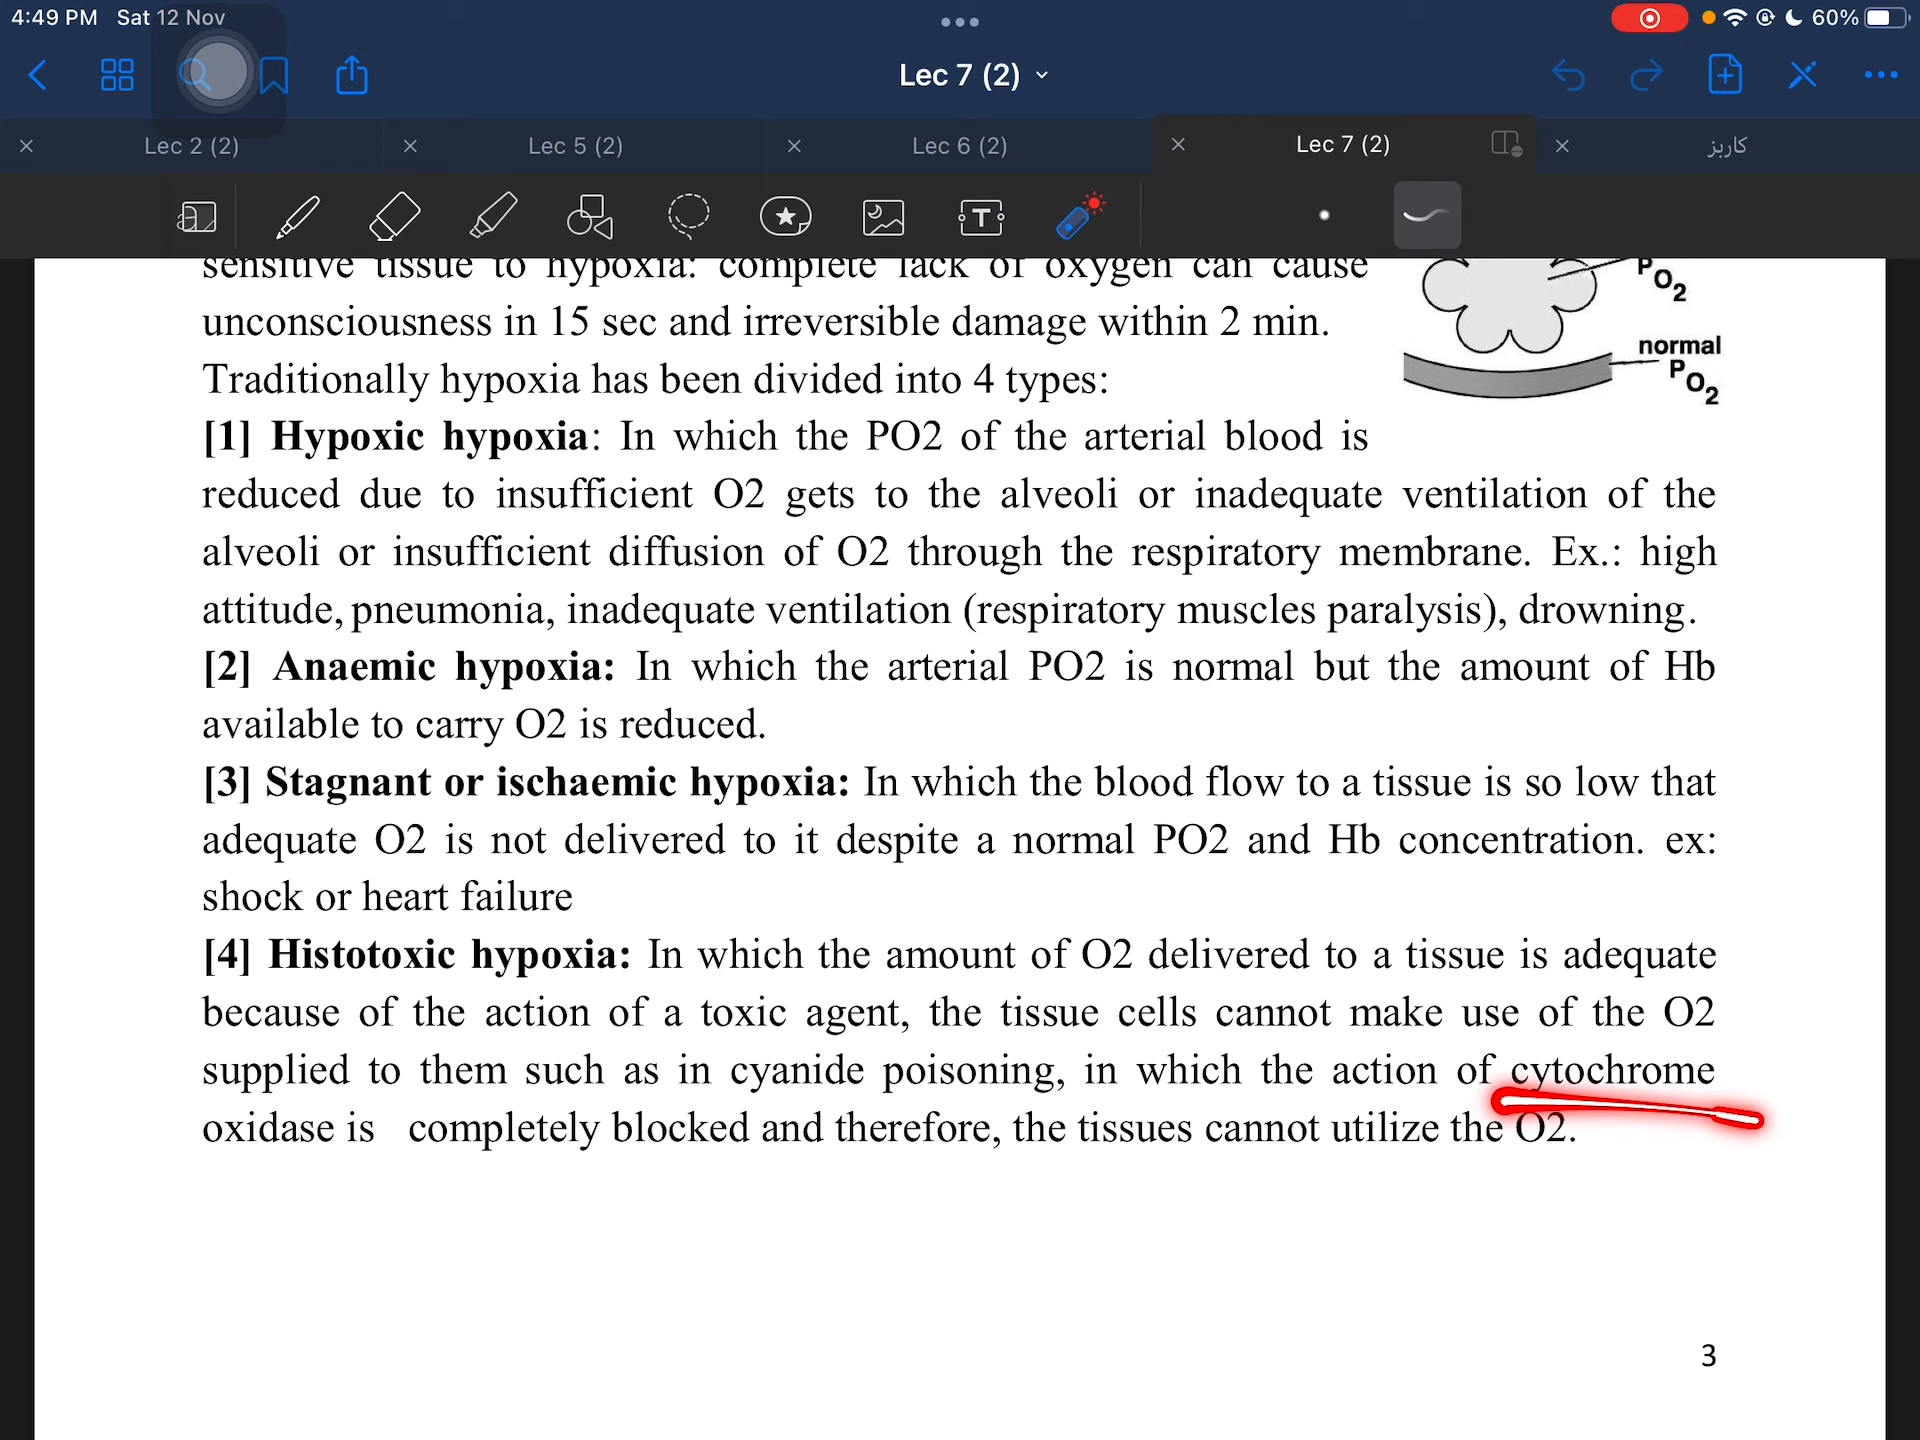 4:49 PM Sat 12 Nov
60%
Lec 7 (2)
Lec 2 (2)
Lec 5 (2)
Lec 6 (2)
Lec 7 (2)
كاربز
sensitive tissue to hypoxia: complete lack of oxygen can cause
unconsciousness in 15 sec and irreversible damage within 2 min.
Traditionally hypoxia has been divided into 4 types:
PO2
normal
PO2
[1] Hypoxic hypoxia: In which the PO2 of the arterial blood is
reduced due to insufficient O2 gets to the alveoli or inadequate ventilation of the
alveoli or insufficient diffusion of O2 through the respiratory membrane. Ex.: high
attitude, pneumonia, inadequate ventilation (respiratory muscles paralysis), drowning.
[2] Anaemic hypoxia: In which the arterial PO2 is normal but the amount of Hb
available to carry O2 is reduced.
[3] Stagnant or ischaemic hypoxia: In which the blood flow to a tissue is so low that
adequate O2 is not delivered to it despite a normal PO2 and Hb concentration. ex:
shock or heart failure
[4] Histotoxic hypoxia: In which the amount of O2 delivered to a tissue is adequate
because of the action of a toxic agent, the tissue cells cannot make use of the O2
supplied to them such as in cyanide poisoning, in which the action of cytochrome
oxidase is completely blocked and therefore, the tissues cannot utilize the O2.
3